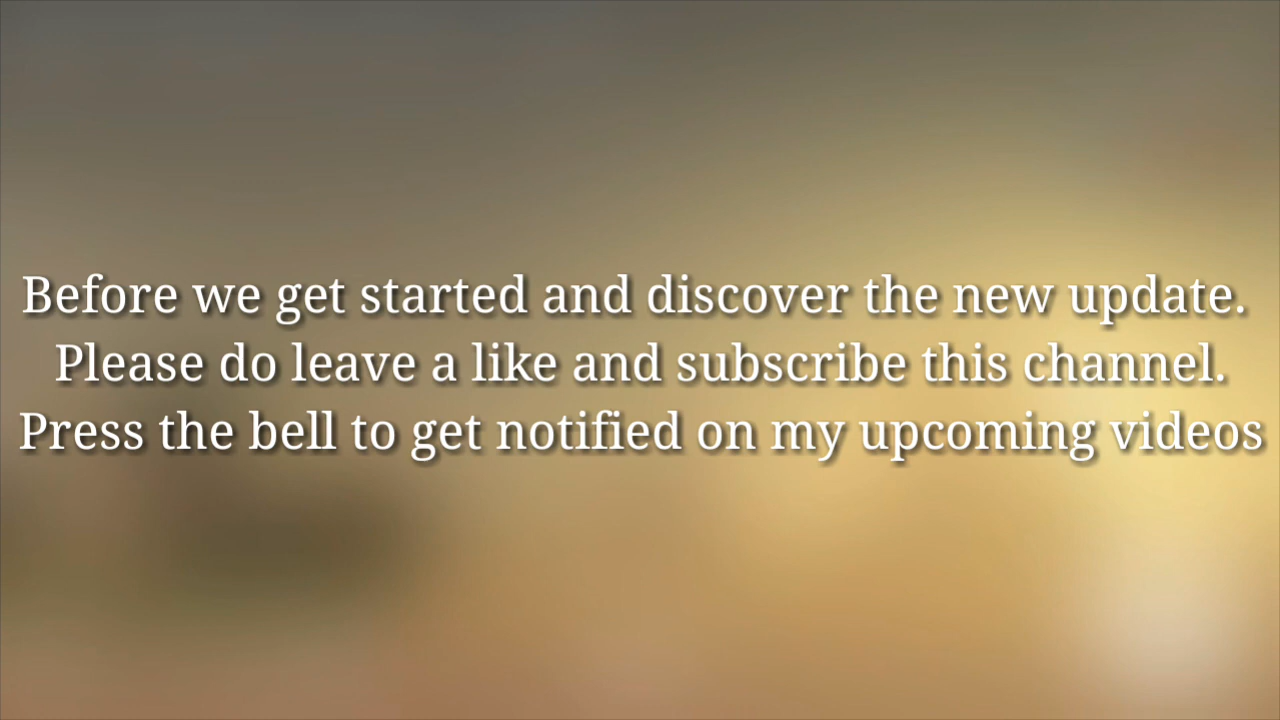 Before we get started and discover the new update.
Please do leave a like and subscribe this channel.
Press the bell to get notified on my upcoming videos